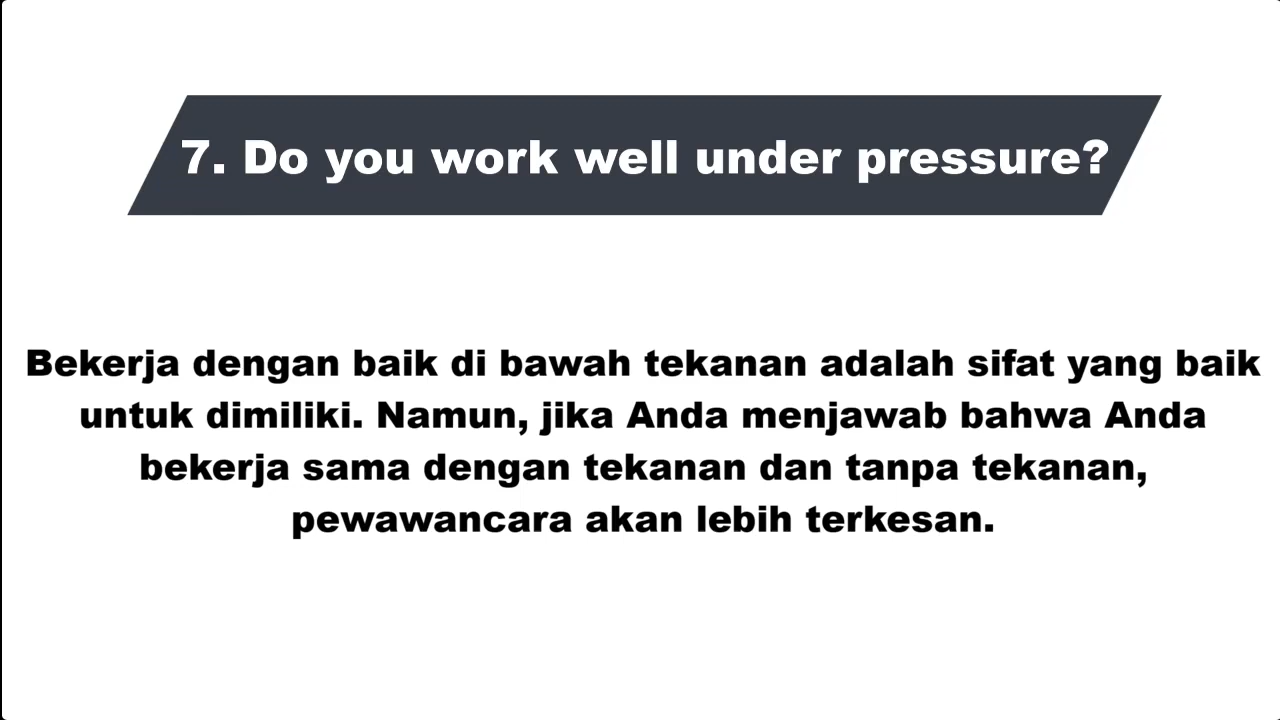 7. Do you work well under pressure?
Bekerja dengan baik di bawah tekanan adalah sifat yang baik
untuk dimiliki. Namun, jika Anda menjawab bahwa Anda
bekerja sama dengan tekanan dan tanpa tekanan,
pewawancara akan lebih terkesan.